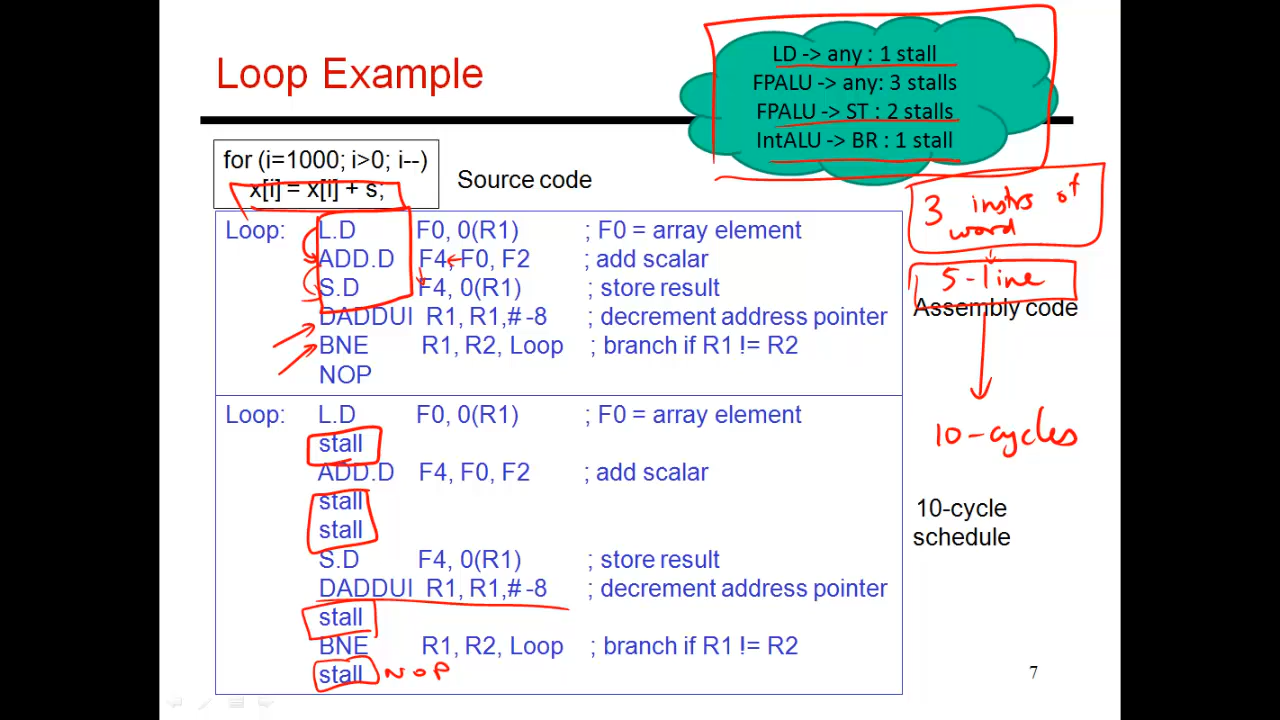 Loop Example
LD -> any : 1 stall
FPALU -> any: 3 stalls
FPALU -> ST : 2 stalls
IntALU -> BR : 1 stall
for (i=1000; i>0; i--)
x[i] = x[i] + s;
Source code
3 instrs of
word
5-line
Assembly code
10-cycles
Loop: L.D F0, 0(R1) ; F0 = array element
ADD.D F4, F0, F2 ; add scalar
S.D F4, 0(R1) ; store result
DADDUI R1, R1,# -8 ; decrement address pointer
BNE R1, R2, Loop ; branch if R1 != R2
NOP
Loop: L.D F0, 0(R1) ; F0 = array element
stall
ADD.D F4, F0, F2 ; add scalar
stall
stall
S.D F4, 0(R1) ; store result
DADDUI R1, R1,# -8 ; decrement address pointer
stall
BNE R1, R2, Loop ; branch if R1 != R2
stall NOP
10-cycle
schedule
7